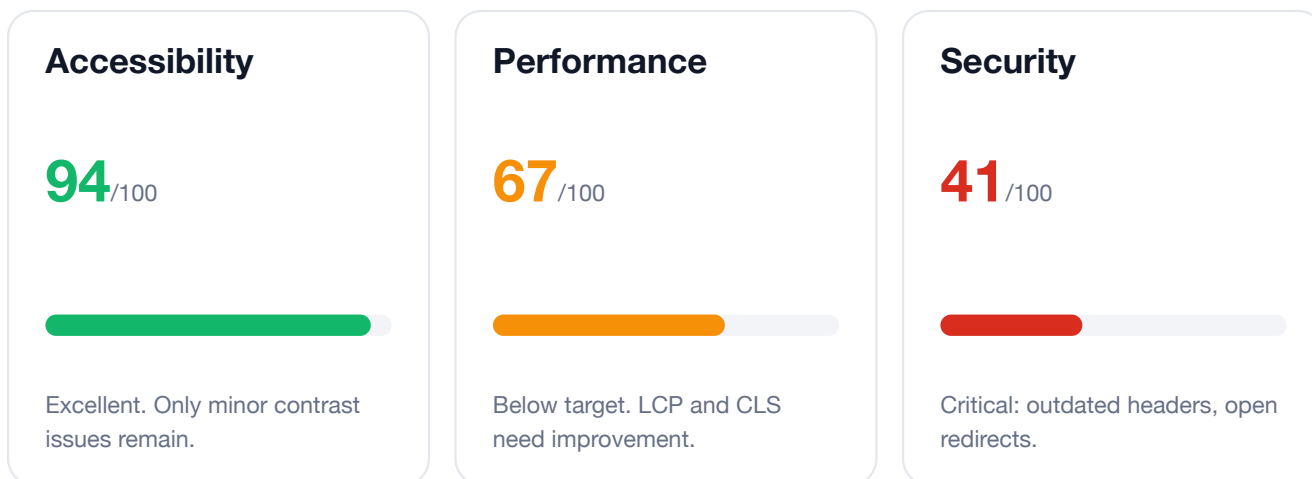 Accessibility
94/100
Excellent. Only minor contrast
issues remain.
Performance
67/100
Below target. LCP and CLS
need improvement.
Security
41/100
Critical: outdated headers, open
redirects.